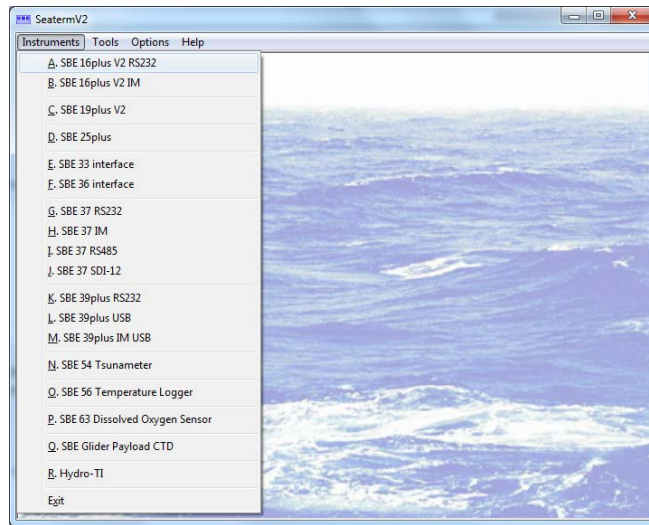 SeatermV2
Instruments Tools Options Help
A. SBE 16plus V2 RS232
B. SBE 16plus V2 IM
C. SBE 19plus V2
D. SBE 25plus
E. SBE 33 interface
F. SBE 36 interface
G. SBE 37 RS232
H. SBE 37 IM
I. SBE 37 RS485
J. SBE 37 SDI-12
K. SBE 39plus RS232
L. SBE 39plus USB
M. SBE 39plus IM USB
N. SBE 54 Tsunameter
O. SBE 56 Temperature Logger
P. SBE 63 Dissolved Oxygen Sensor
Q. SBE Glider Payload CTD
R. Hydro-TI
Exit